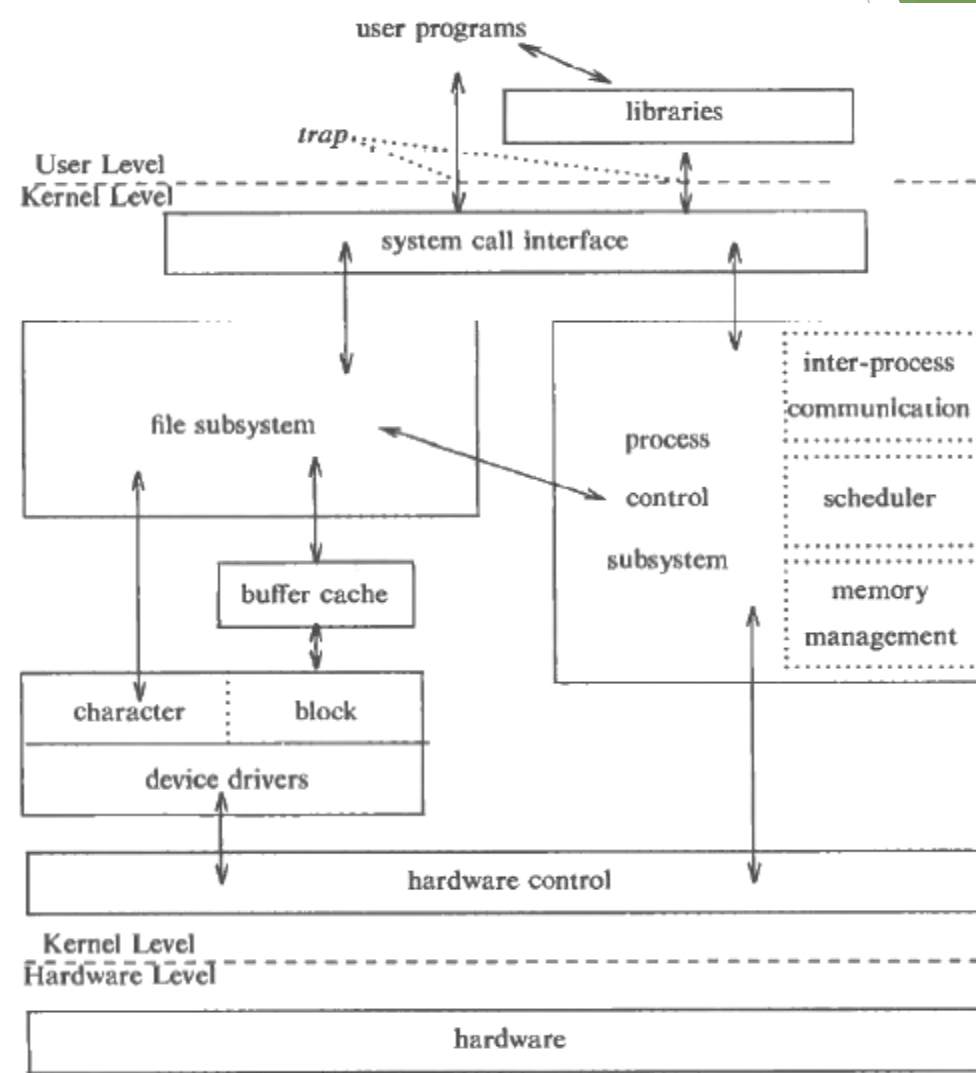 user programs
libraries
trap
User Level
Kernel Level
system call interface
file subsystem
inter-process
communication
process
control
subsystem
scheduler
memory
management
buffer cache
character
block
device drivers
hardware control
Kernel Level
Hardware Level
hardware